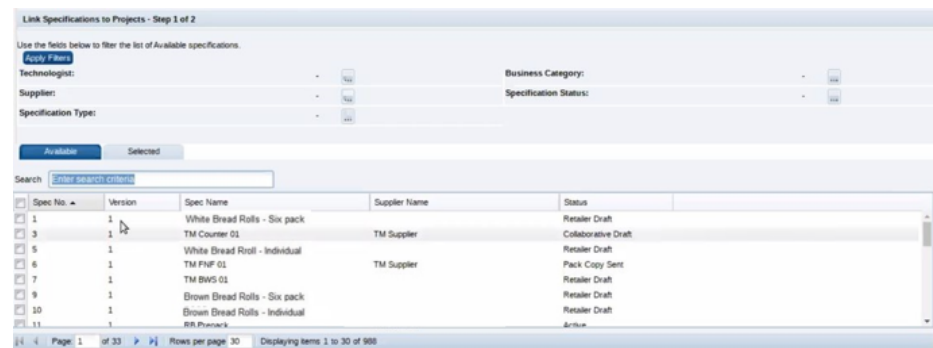 Link Specifications to Projects - Step 1 of 2
Use the fields below to filter the list of Available specifications.
Apply Filters
Technologist: - ... Business Category: - ...
Supplier: - ... Specification Status: - ...
Specification Type: - ...
Available Selected
Search Enter search criteria
Spec No. Version Spec Name Supplier Name Status
1 1 White Bread Rolls - Six pack Retailer Draft
3 1 TM Counter 01 TM Supplier Collaborative Draft
5 1 White Bread Rroll - Individual Retailer Draft
6 1 TM FNF 01 TM Supplier Pack Copy Sent
7 1 TM BWS 01 Retailer Draft
9 1 Brown Bread Rolls - Six pack Retailer Draft
10 1 Brown Bread Rolls - Individual Retailer Draft
11 1 BB Prepack Active
Page 1 of 33 Rows per page 30 Displaying items 1 to 30 of 988